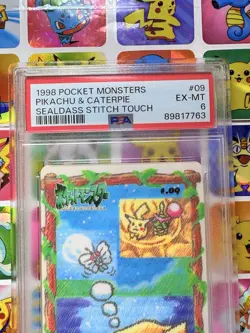 1998 POCKET MONSTERS #09
PIKACHU & CATERPIE EX-MT
SEALDASS STITCH TOUCH 6
PSA 89817763